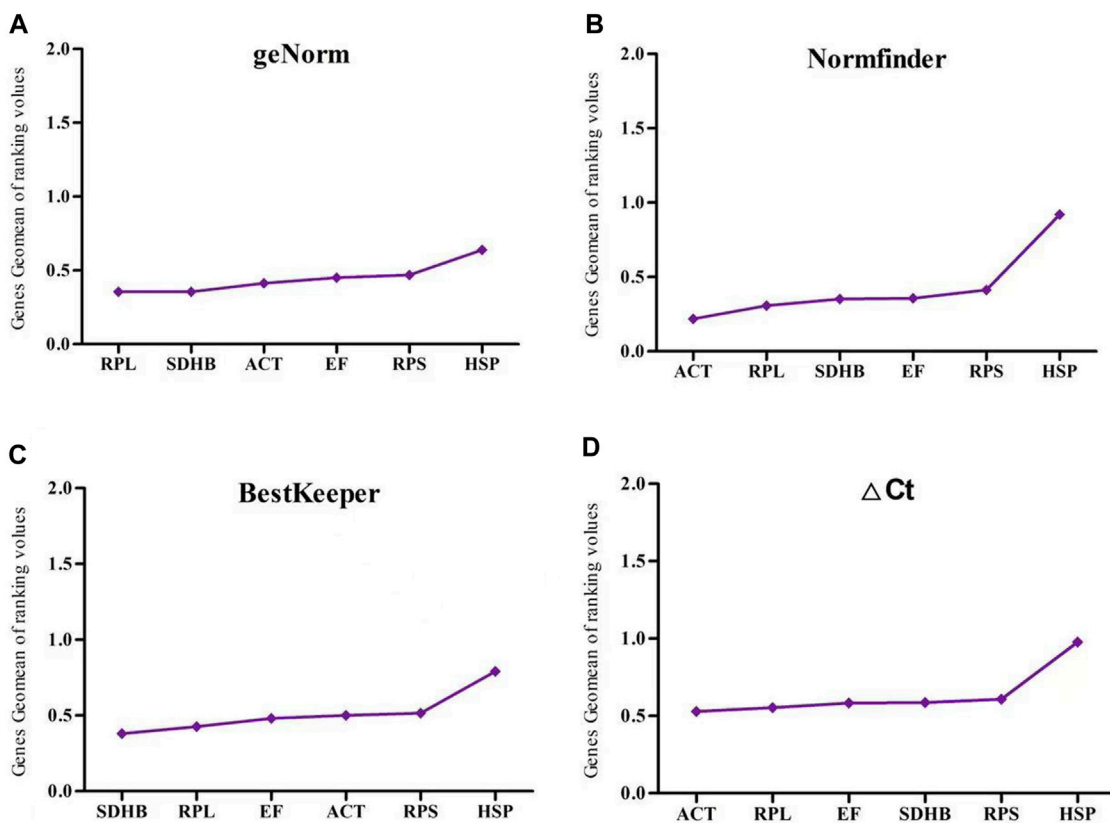 A
geNorm
Genes Geomean of ranking volues
2.0
1.5
1.0
0.5
0.0
RPL SDHB ACT EF RPS HSP
B
Normfinder
Genes Geomean of ranking volues
2.0
1.5
1.0
0.5
0.0
ACT RPL SDHB EF RPS HSP
C
BestKeeper
Genes Geomean of ranking volues
2.0
1.5
1.0
0.5
0.0
SDHB RPL EF ACT RPS HSP
D
△Ct
Genes Geomean of ranking volues
2.0
1.5
1.0
0.5
0.0
ACT RPL EF SDHB RPS HSP